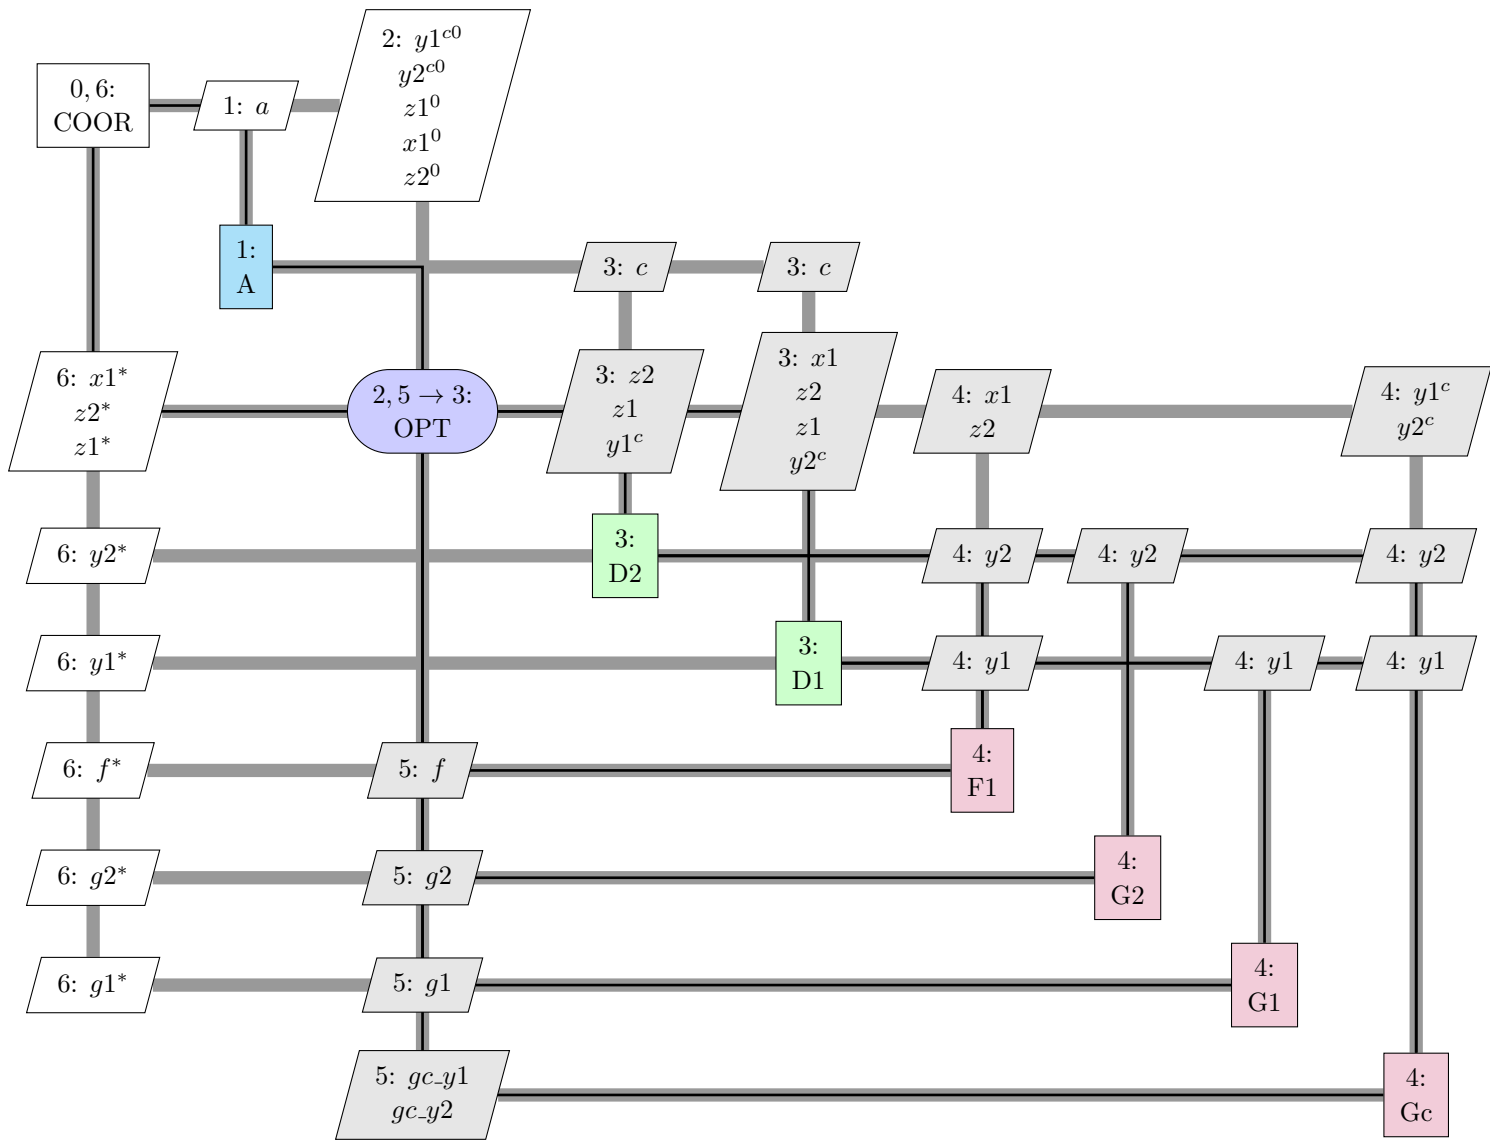 2: y1^{c0}
y2^{c0}
0, 6:
COOR
1: a
z1^0
x1^0
z2^0
1:
A
3: c
3: c
6: x1*
z2*
z1*
2, 5 → 3:
OPT
3: z2
z1
y1^c
3: x1
z2
z1
y2^c
4: x1
z2
4: y1^c
y2^c
6: y2*
3:
D2
4: y2
4: y2
4: y2
6: y1*
3:
D1
4: y1
4: y1
4: y1
6: f*
5: f
4:
F1
6: g2*
5: g2
4:
G2
6: g1*
5: g1
4:
G1
5: gc_y1
gc_y2
4:
Gc